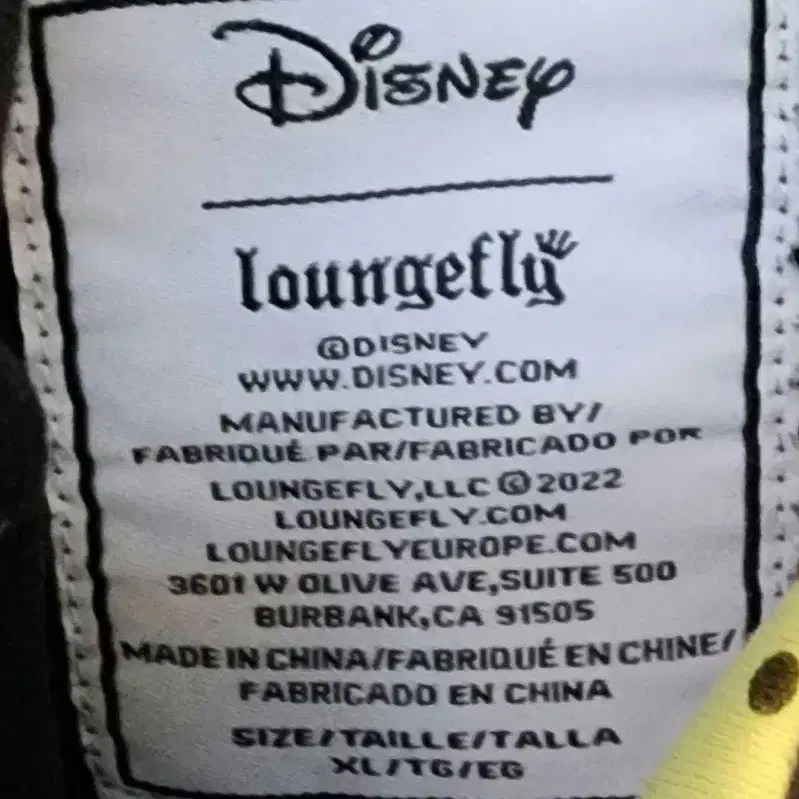 Disney
loungefly
©DISNEY
WWW.DISNEY.COM
MANUFACTURED BY/
FABRIQUÉ PAR/FABRICADO POR
LOUNGEFLY,LLC ©2022
LOUNGEFLY.COM
LOUNGEFLYEUROPE.COM
3601 W OLIVE AVE,SUITE 500
BURBANK,CA 91505
MADE IN CHINA/FABRIQUÉ EN CHINE/
FABRICADO EN CHINA
SIZE/TAILLE/TALLA
XL/TG/EG